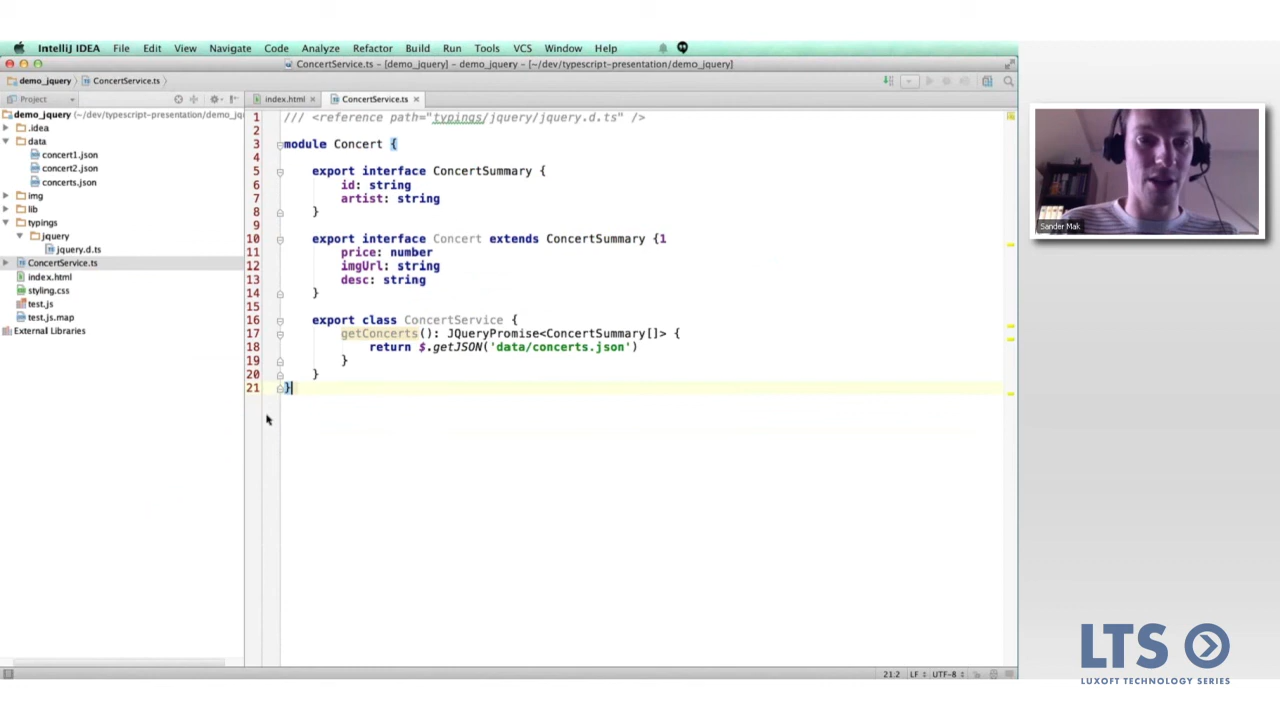 IntelliJ IDEA File Edit View Navigate Code Analyze Refactor Build Run Tools VCS Window Help
ConcertService.ts - [demo_jquery] - demo_jquery - [~/dev/typescript-presentation/demo_jquery]
demo_jquery ConcertService.ts
Project
index.html
ConcertService.ts
demo_jquery (~/dev/typescript-presentation/demo_jqu
.idea
data
concert1.json
concert2.json
concerts.json
img
lib
typings
jquery
jquery.d.ts
ConcertService.ts
index.html
styling.css
test.js
test.js.map
External Libraries
1 /// <reference path="typings/jquery/jquery.d.ts" />
2
3 module Concert {
4
5 export interface ConcertSummary {
6 id: string
7 artist: string
8 }
9
10 export interface Concert extends ConcertSummary {1
11 price: number
12 imgUrl: string
13 desc: string
14 }
15
16 export class ConcertService {
17 getConcerts(): JQueryPromise<ConcertSummary[]> {
18 return $.getJSON('data/concerts.json')
19 }
20 }
21 }
21:2 LF UTF-8
Sander Mak
LTS
LUXOFT TECHNOLOGY SERIES